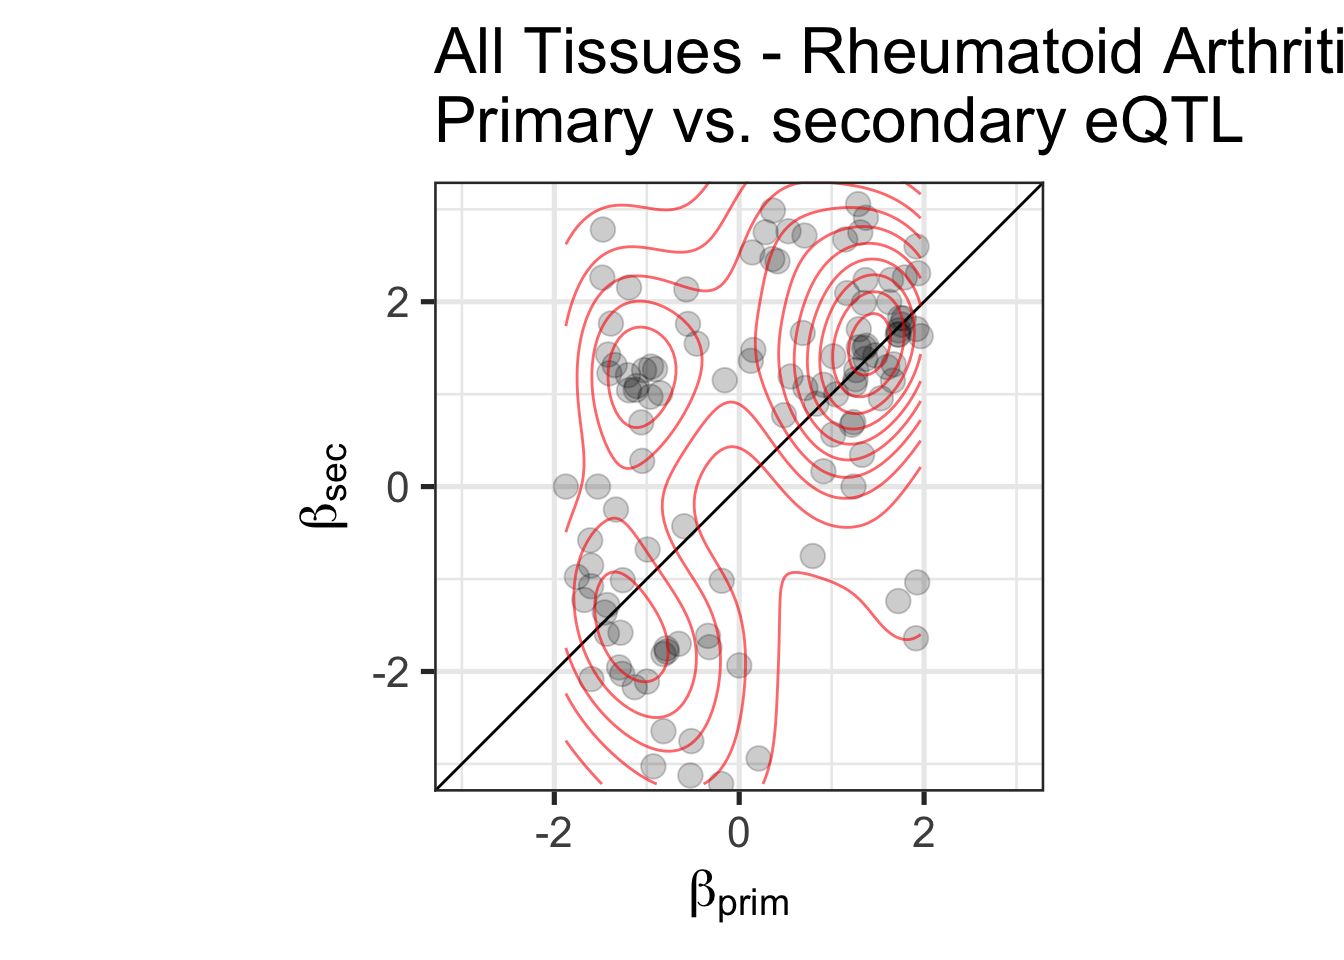 All Tissues - Rheumatoid Arthriti
Primary vs. secondary eQTL
βsec
2
0
-2
-2 0 2
βprim